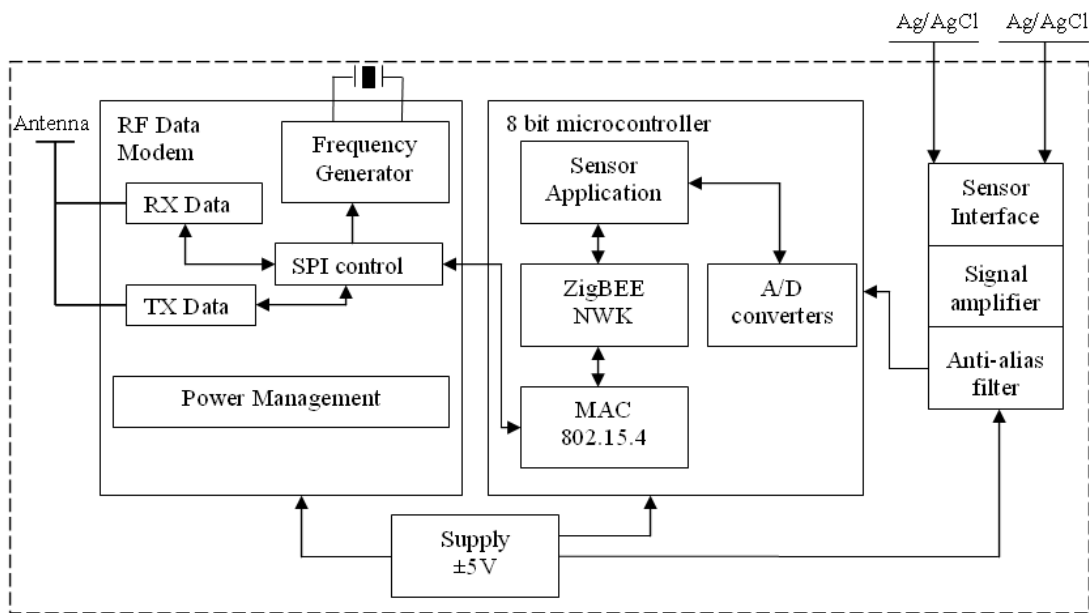 Ag/AgCl
Ag/AgCl
Antenna
RF Data
Modem
Frequency
Generator
RX Data
SPI control
TX Data
Power Management
8 bit microcontroller
Sensor
Application
ZigBEE
NWK
A/D
converters
MAC
802.15.4
Sensor
Interface
Signal
amplifier
Anti-alias
filter
Supply
±5V